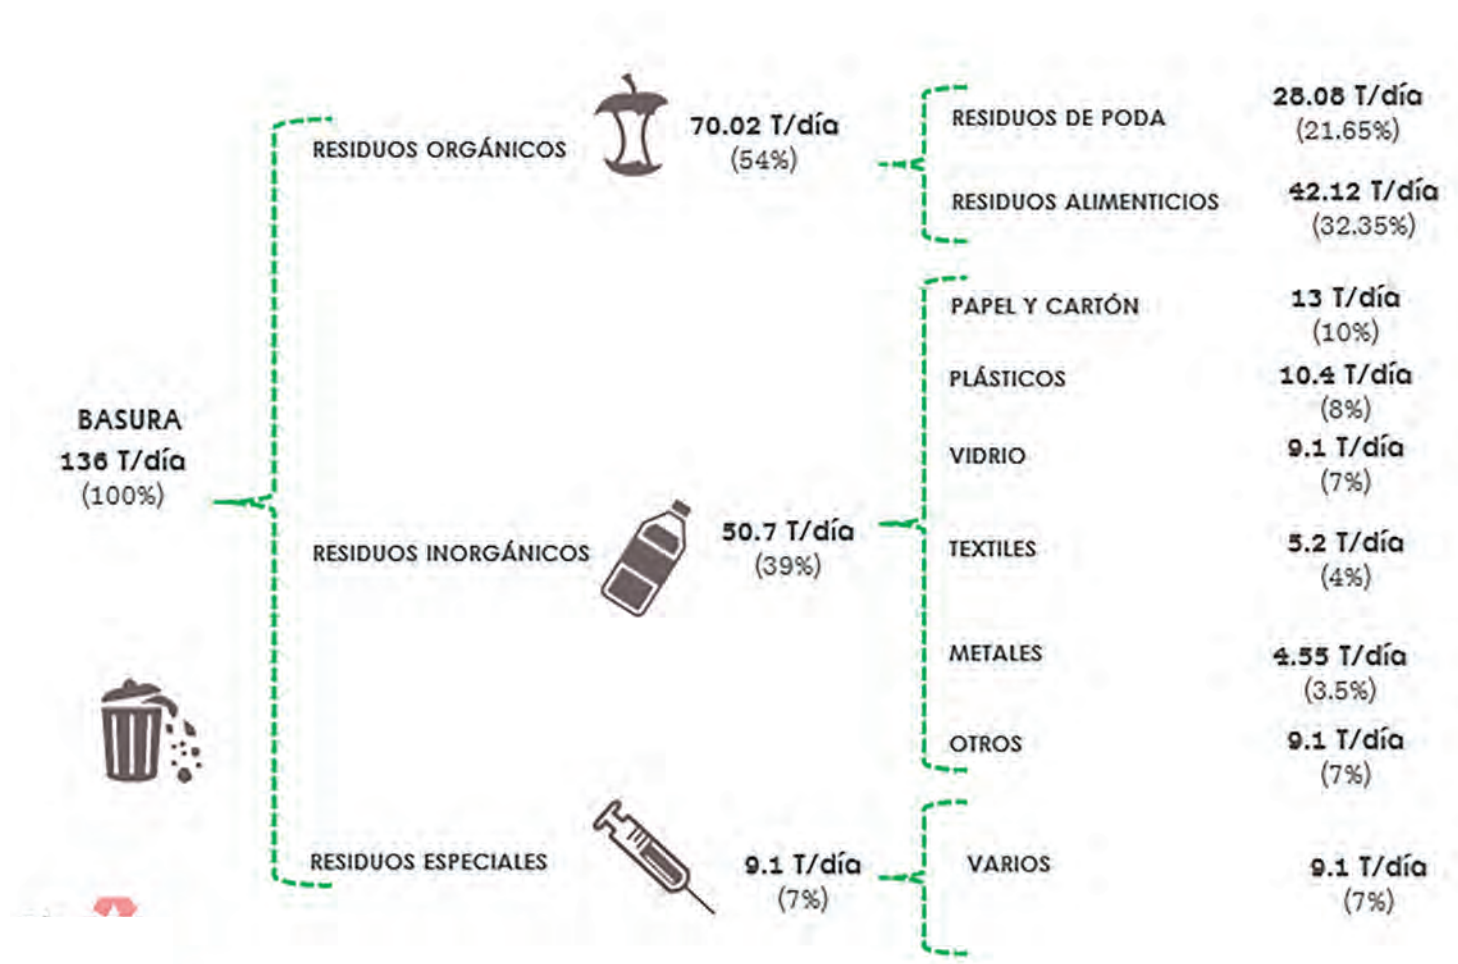 BASURA
136 T/día
(100%)
RESIDUOS ORGÁNICOS
70.02 T/día
(54%)
RESIDUOS DE PODA
28.08 T/día
(21.65%)
RESIDUOS ALIMENTICIOS
42.12 T/día
(32.35%)
RESIDUOS INORGÁNICOS
50.7 T/día
(39%)
PAPEL Y CARTÓN
13 T/día
(10%)
PLÁSTICOS
10.4 T/día
(8%)
VIDRIO
9.1 T/día
(7%)
TEXTILES
5.2 T/día
(4%)
METALES
4.55 T/día
(3.5%)
OTROS
9.1 T/día
(7%)
RESIDUOS ESPECIALES
9.1 T/día
(7%)
VARIOS
9.1 T/día
(7%)